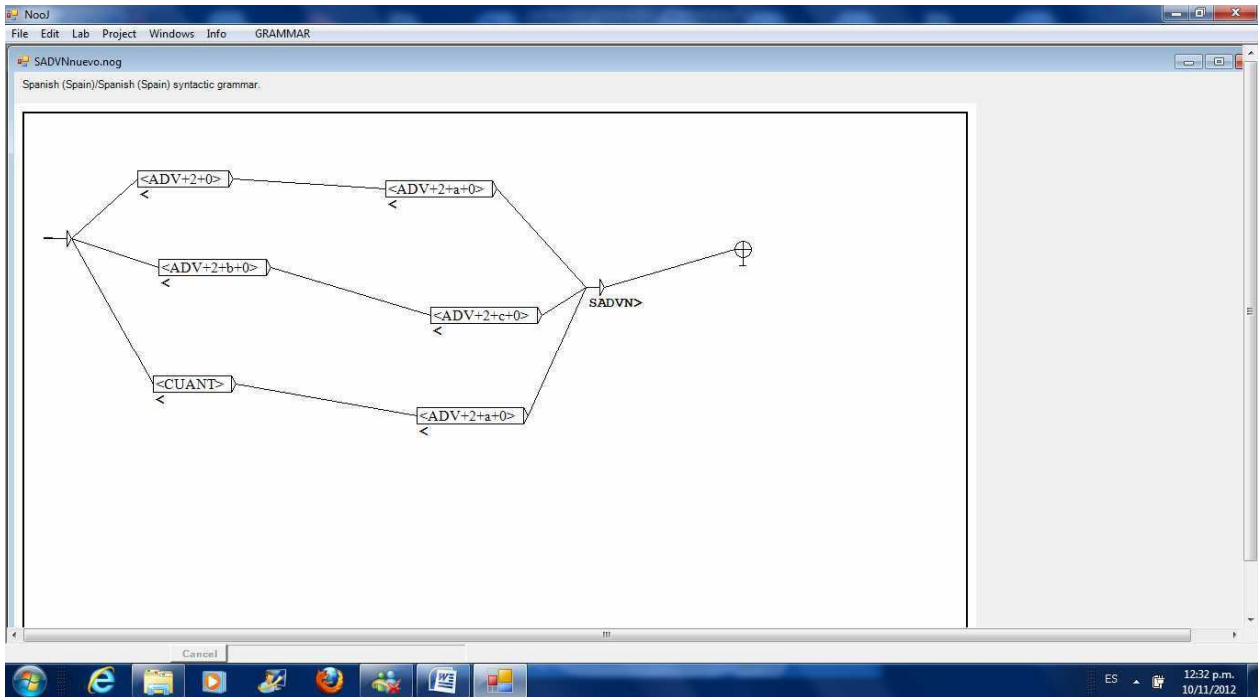 NooJ
File Edit Lab Project Windows Info GRAMMAR
SADVNnuevo.nog
Spanish (Spain)/Spanish (Spain) syntactic grammar.
<ADV+2+0>
<
<ADV+2+a+0>
<
<ADV+2+b+0>
<
SADVN>
<ADV+2+c+0>
<
<CUANT>
<
<ADV+2+a+0>
<
Cancel
ES
12:32 p.m.
10/11/2012